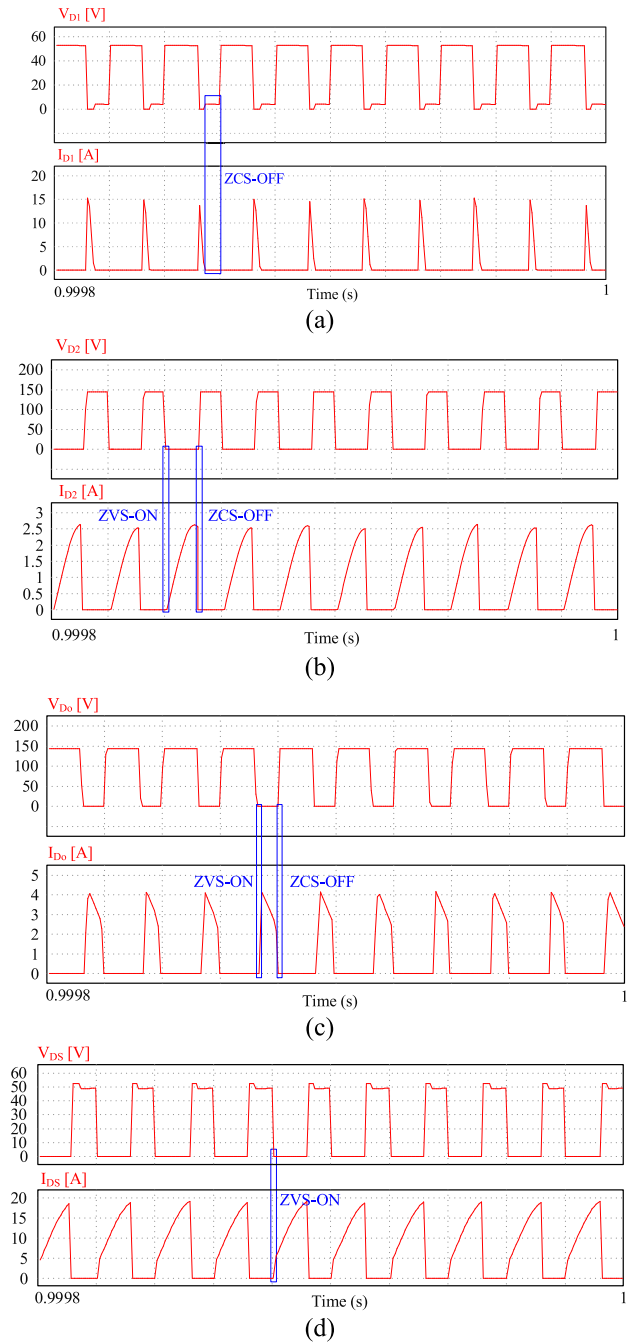 V_D1 [V]
60
40
20
0
I_D1 [A]
20
15
10
5
0
ZCS-OFF
0.9998
Time (s)
1
(a)
V_D2 [V]
200
150
100
50
0
I_D2 [A]
3
2.5
2
1.5
1
0.5
0
ZVS-ON
ZCS-OFF
0.9998
Time (s)
1
(b)
V_Do [V]
200
150
100
50
0
I_Do [A]
5
4
3
2
1
0
ZVS-ON
ZCS-OFF
0.9998
Time (s)
1
(c)
V_DS [V]
60
50
40
30
20
10
0
I_DS [A]
20
15
10
5
0
ZVS-ON
0.9998
Time (s)
1
(d)